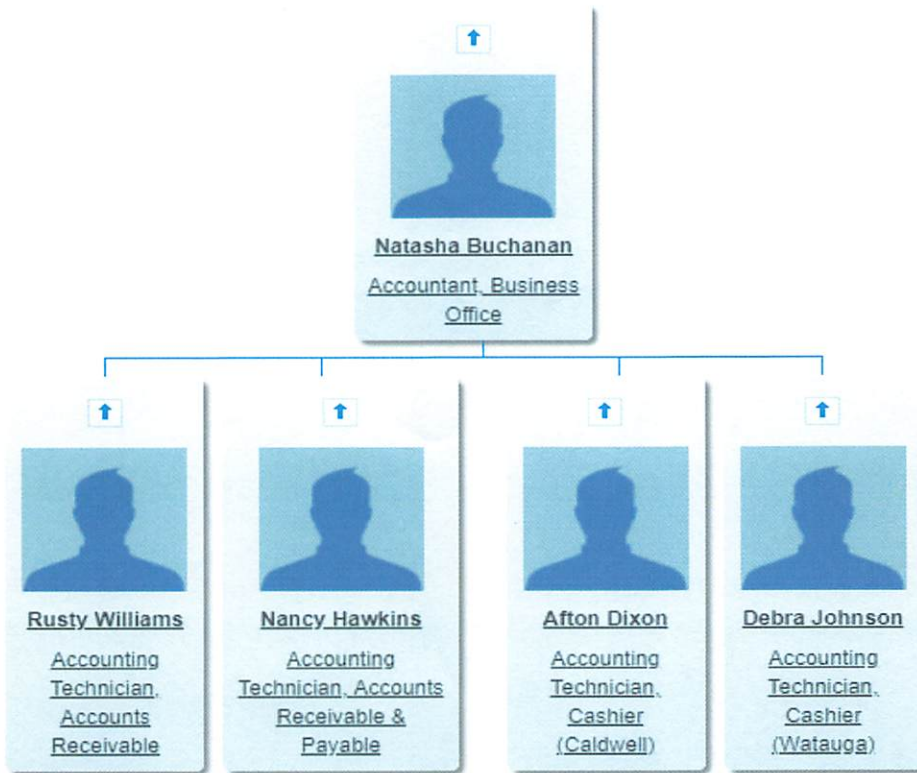 Natasha Buchanan
Accountant, Business
Office
Rusty Williams
Accounting
Technician,
Accounts
Receivable
Nancy Hawkins
Accounting
Technician, Accounts
Receivable &
Payable
Afton Dixon
Accounting
Technician,
Cashier
(Caldwell)
Debra Johnson
Accounting
Technician,
Cashier
(Watauga)